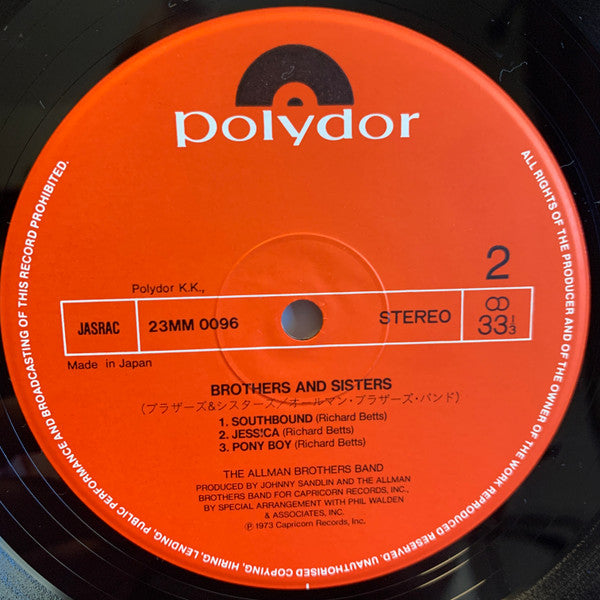 polydor
ALL RIGHTS OF THE PRODUCER AND OF THE OWNER OF THE WORK REPRODUCED RESERVED. UNAUTHORISED COPYING, HIRING, LENDING, PUBLIC PERFORMANCE AND BROADCASTING OF THIS RECORD PROHIBITED.
2
Polydor K.K.,
JASRAC 23MM 0096 STEREO 33 1/3
Made in Japan
BROTHERS AND SISTERS
(ブラザーズ&シスターズ/オールマン・ブラザーズ・バンド)
1. SOUTHBOUND (Richard Betts)
2. JESS!CA (Richard Betts)
3. PONY BOY (Richard Betts)
THE ALLMAN BROTHERS BAND
PRODUCED BY JOHNNY SANDLIN AND THE ALLMAN
BROTHERS BAND FOR CAPRICORN RECORDS, INC.,
BY SPECIAL ARRANGEMENT WITH PHIL WALDEN
& ASSOCIATES, INC.
℗ 1973 Capricorn Records, Inc,